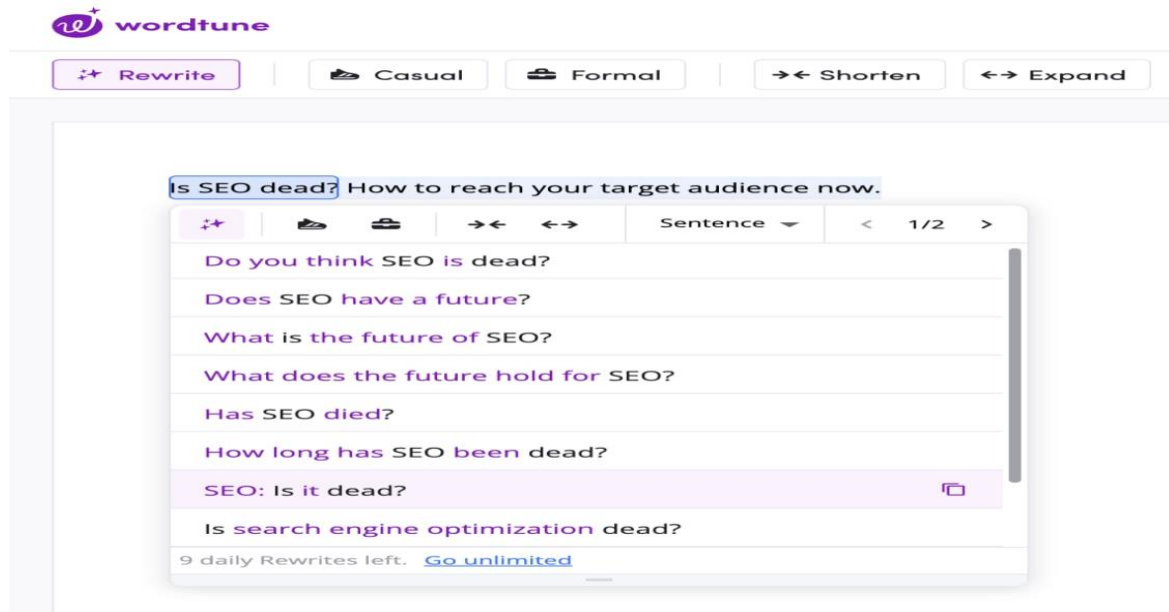 wordtune
Rewrite Casual Formal Shorten Expand
Is SEO dead? How to reach your target audience now.
Sentence 1/2
Do you think SEO is dead?
Does SEO have a future?
What is the future of SEO?
What does the future hold for SEO?
Has SEO died?
How long has SEO been dead?
SEO: Is it dead?
Is search engine optimization dead?
9 daily Rewrites left. Go unlimited